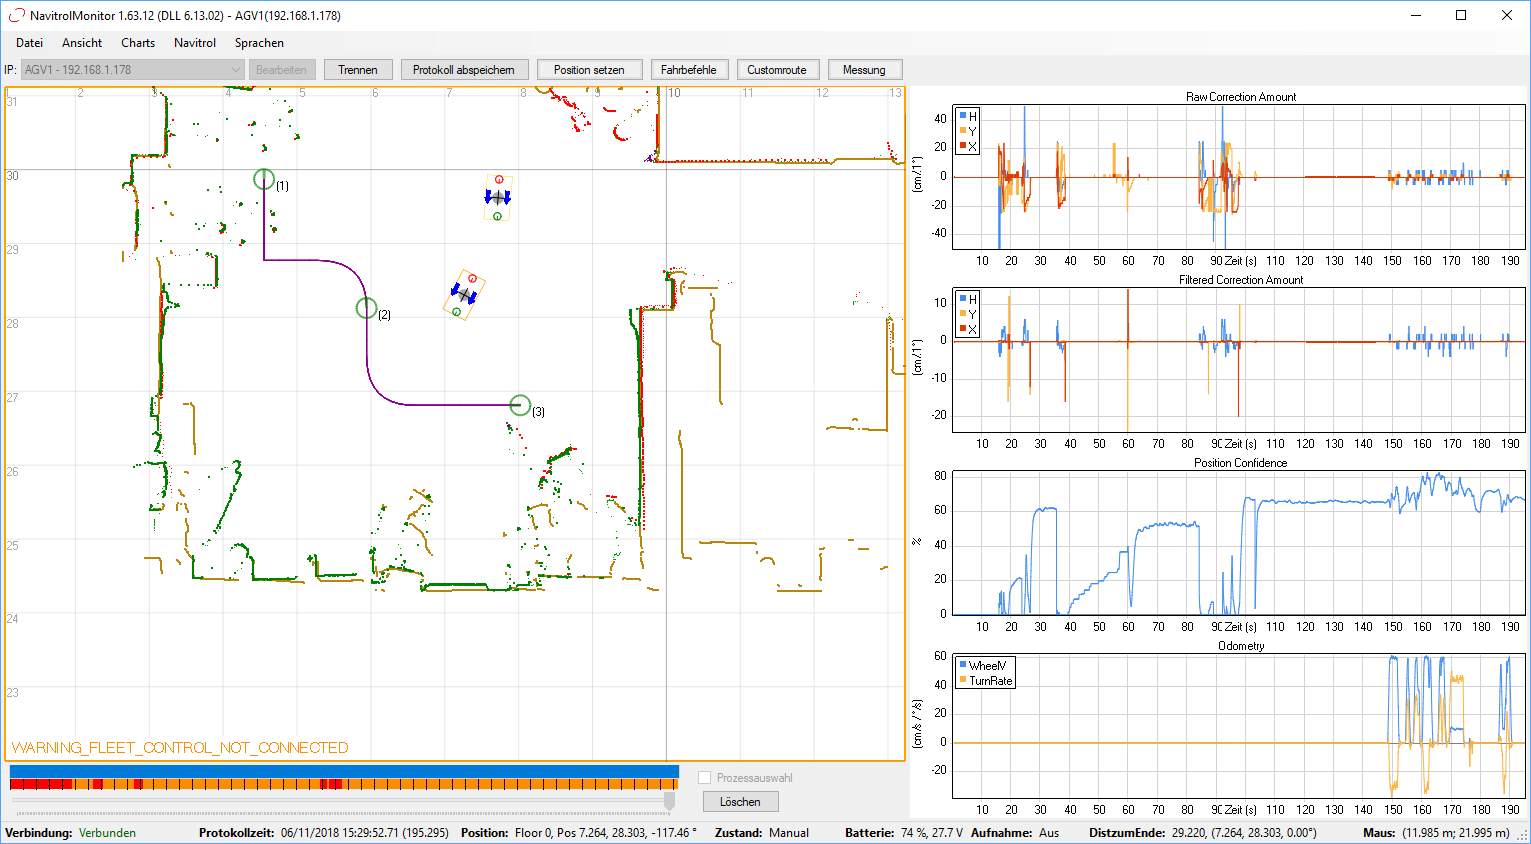 NavitrolMonitor 1.63.12 (DLL 6.13.02) - AGV1(192.168.1.178)
Datei Ansicht Charts Navitrol Sprachen
IP: AGV1 - 192.168.1.178 Bearbeiten Trennen Protokoll abspeichern Position setzen Fahrbefehle Customroute Messung
31 2 3 4 5 6 7 8 9 10 11 12 13
30
(1)
29
28
(2)
27
(3)
26
25
24
23
WARNING_FLEET_CONTROL_NOT_CONNECTED
Raw Correction Amount
H
Y
X
40
20
0
-20
-40
(cm/1°)
10 20 30 40 50 60 70 80 90 Zeit (s) 110 120 130 140 150 160 170 180 190
Filtered Correction Amount
H
Y
X
10
0
-10
-20
(cm/1°)
10 20 30 40 50 60 70 80 90 Zeit (s) 110 120 130 140 150 160 170 180 190
Position Confidence
80
60
40
20
0
%
10 20 30 40 50 60 70 80 90 Zeit (s) 110 120 130 140 150 160 170 180 190
Odometry
WheelV
TurnRate
60
40
20
0
-20
(cm/s /°/s)
10 20 30 40 50 60 70 80 90 Zeit (s) 110 120 130 140 150 160 170 180 190
Prozessauswahl
Löschen
Verbindung: Verbunden Protokollzeit: 06/11/2018 15:29:52.71 (195.295) Position: Floor 0, Pos 7.264, 28.303, -117.46 ° Zustand: Manual Batterie: 74 %, 27.7 V Aufnahme: Aus DistzumEnde: 29.220, (7.264, 28.303, 0.00°) Maus: (11.985 m; 21.995 m)